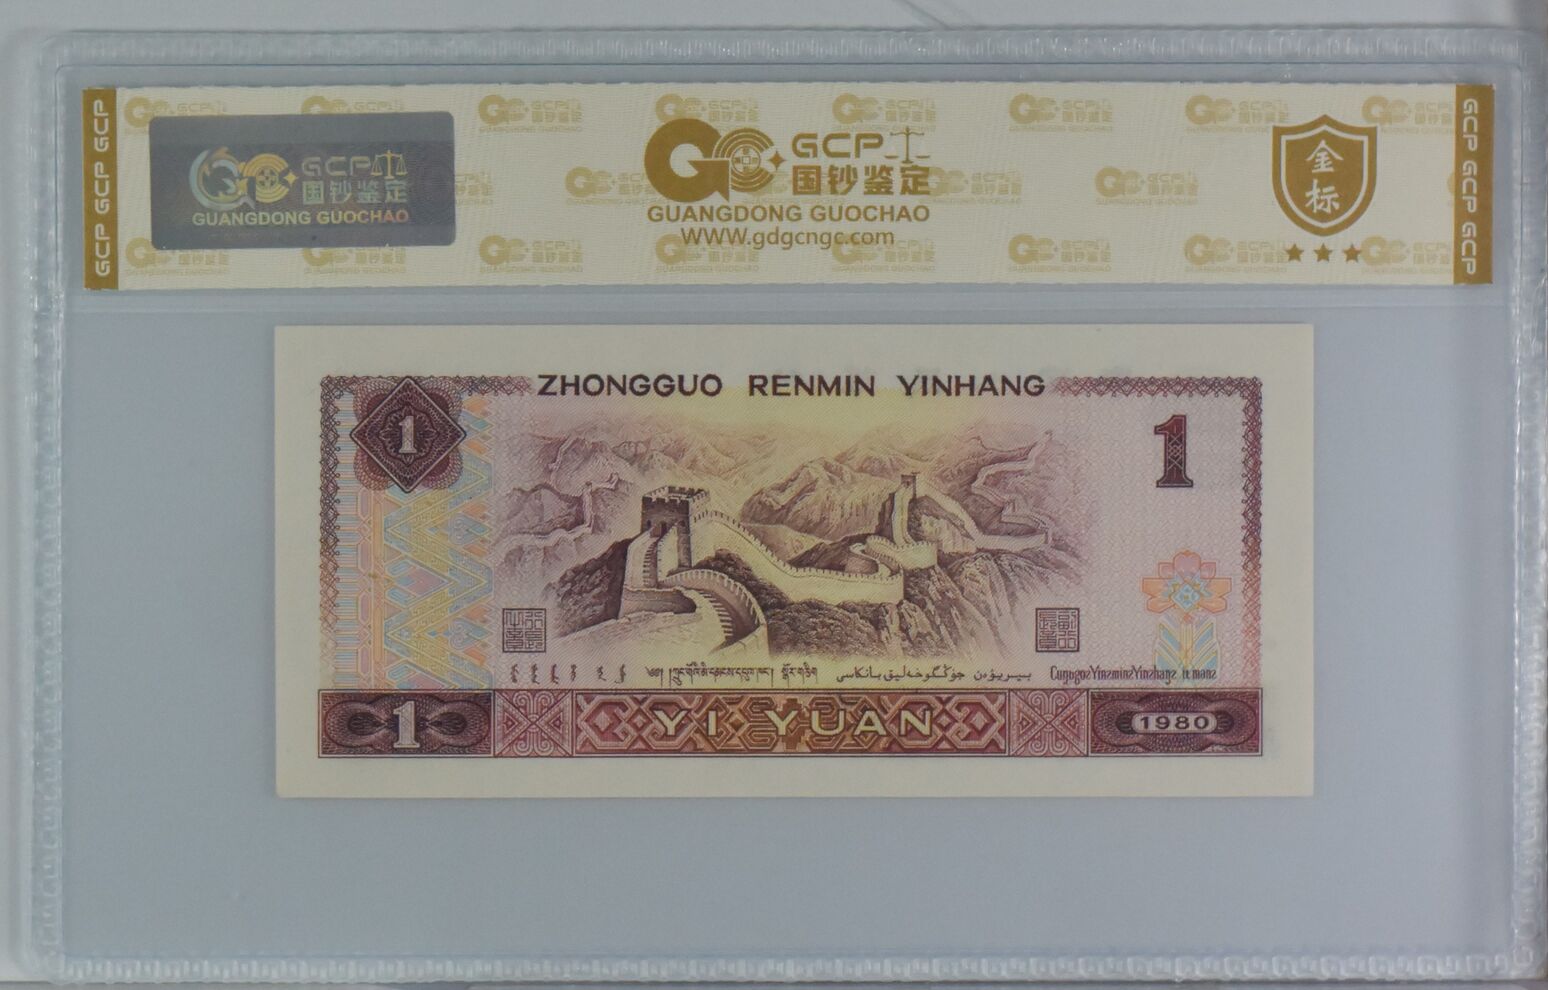 GCP GCP GCP
GCP
国钞鉴定
GUANGDONG GUOCHAO
GCP
国钞鉴定
GUANGDONG GUOCHAO
WWW.gdgcngc.com
金
标
GCP GCP GCP
ZHONGGUO RENMIN YINHANG
1
1
1
YI YUAN
1980